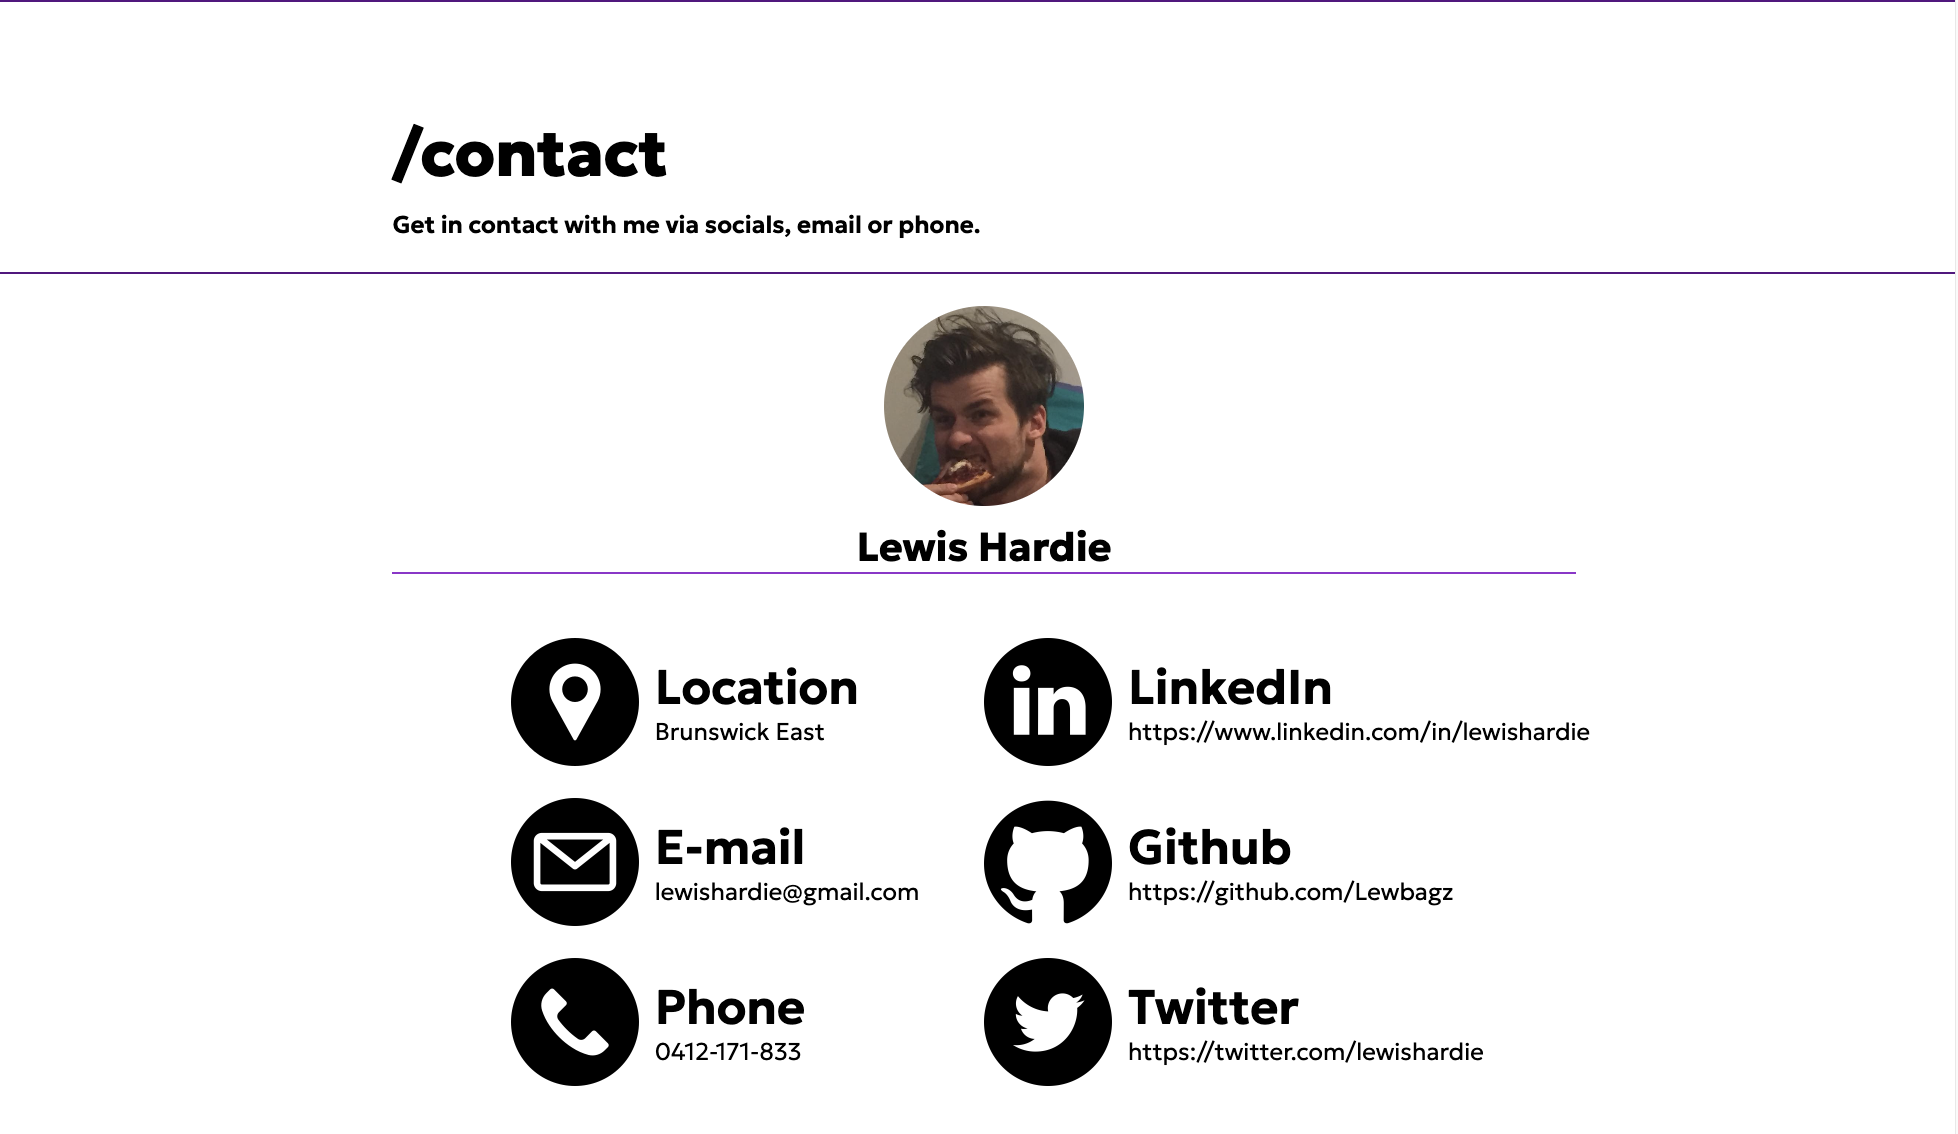 /contact
Get in contact with me via socials, email or phone.
Lewis Hardie
Location
Brunswick East
LinkedIn
https://www.linkedin.com/in/lewishardie
E-mail
lewishardie@gmail.com
Github
https://github.com/Lewbagz
Phone
0412-171-833
Twitter
https://twitter.com/lewishardie